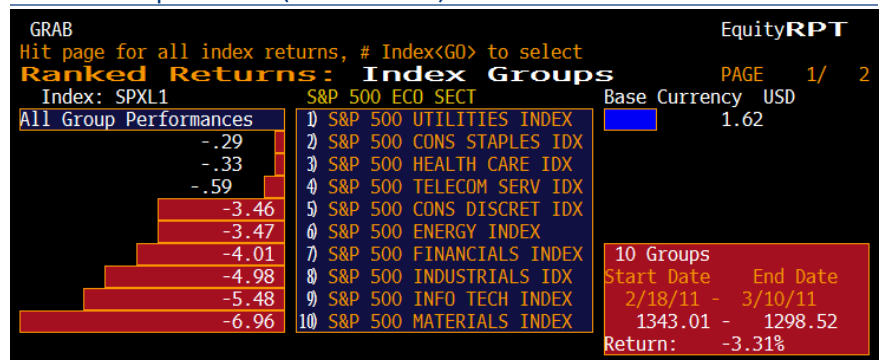 GRAB EquityRPT
Hit page for all index returns, # Index<GO> to select
Ranked Returns: Index Groups PAGE 1/ 2
Index: SPXL1 S&P 500 ECO SECT Base Currency USD
All Group Performances 1) S&P 500 UTILITIES INDEX 1.62
-.29 2) S&P 500 CONS STAPLES IDX
-.33 3) S&P 500 HEALTH CARE IDX
-.59 4) S&P 500 TELECOM SERV IDX
-3.46 5) S&P 500 CONS DISCRET IDX
-3.47 6) S&P 500 ENERGY INDEX
-4.01 7) S&P 500 FINANCIALS INDEX 10 Groups
-4.98 8) S&P 500 INDUSTRIALS IDX Start Date End Date
-5.48 9) S&P 500 INFO TECH INDEX 2/18/11 - 3/10/11
-6.96 10) S&P 500 MATERIALS INDEX 1343.01 - 1298.52
Return: -3.31%